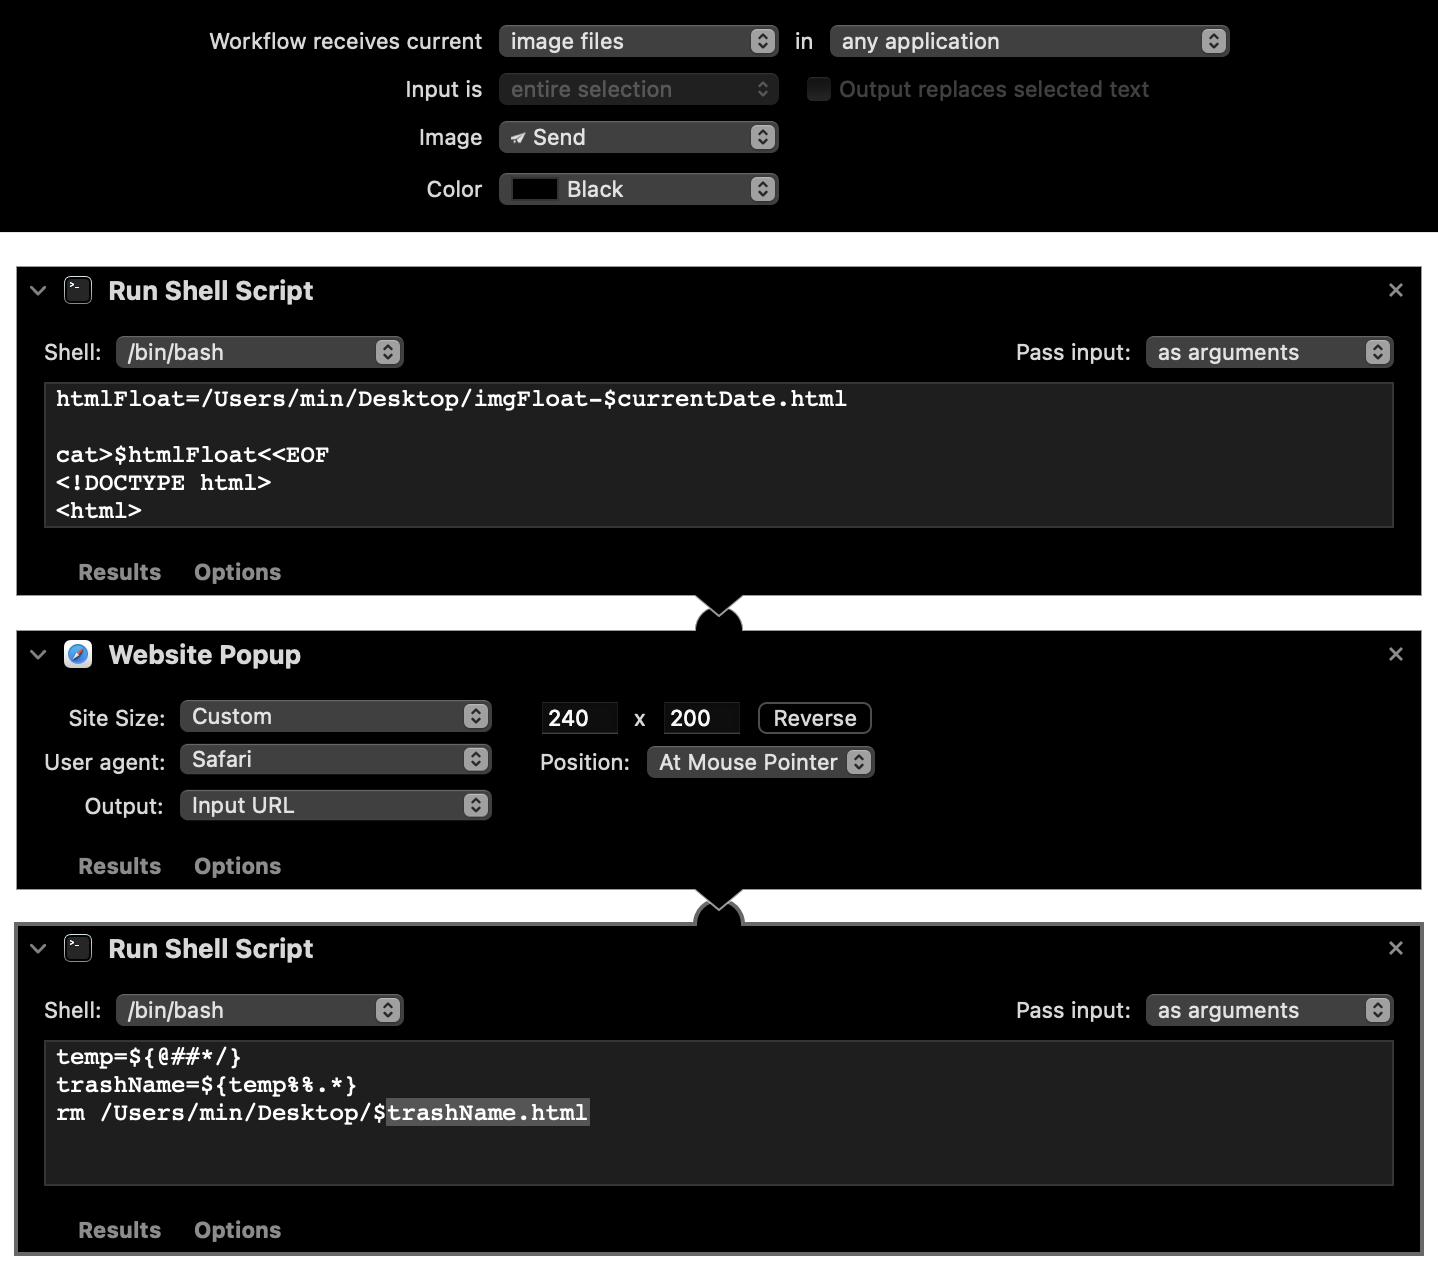 Workflow receives current image files in any application
Input is entire selection Output replaces selected text
Image Send
Color Black
Run Shell Script
Shell: /bin/bash Pass input: as arguments
htmlFloat=/Users/min/Desktop/imgFloat-$currentDate.html
cat>$htmlFloat<<EOF
<!DOCTYPE html>
<html>
Results Options
Website Popup
Site Size: Custom 240 x 200 Reverse
User agent: Safari Position: At Mouse Pointer
Output: Input URL
Results Options
Run Shell Script
Shell: /bin/bash Pass input: as arguments
temp=${@##*/}
trashName=${temp%%.*}
rm /Users/min/Desktop/$trashName.html
Results Options